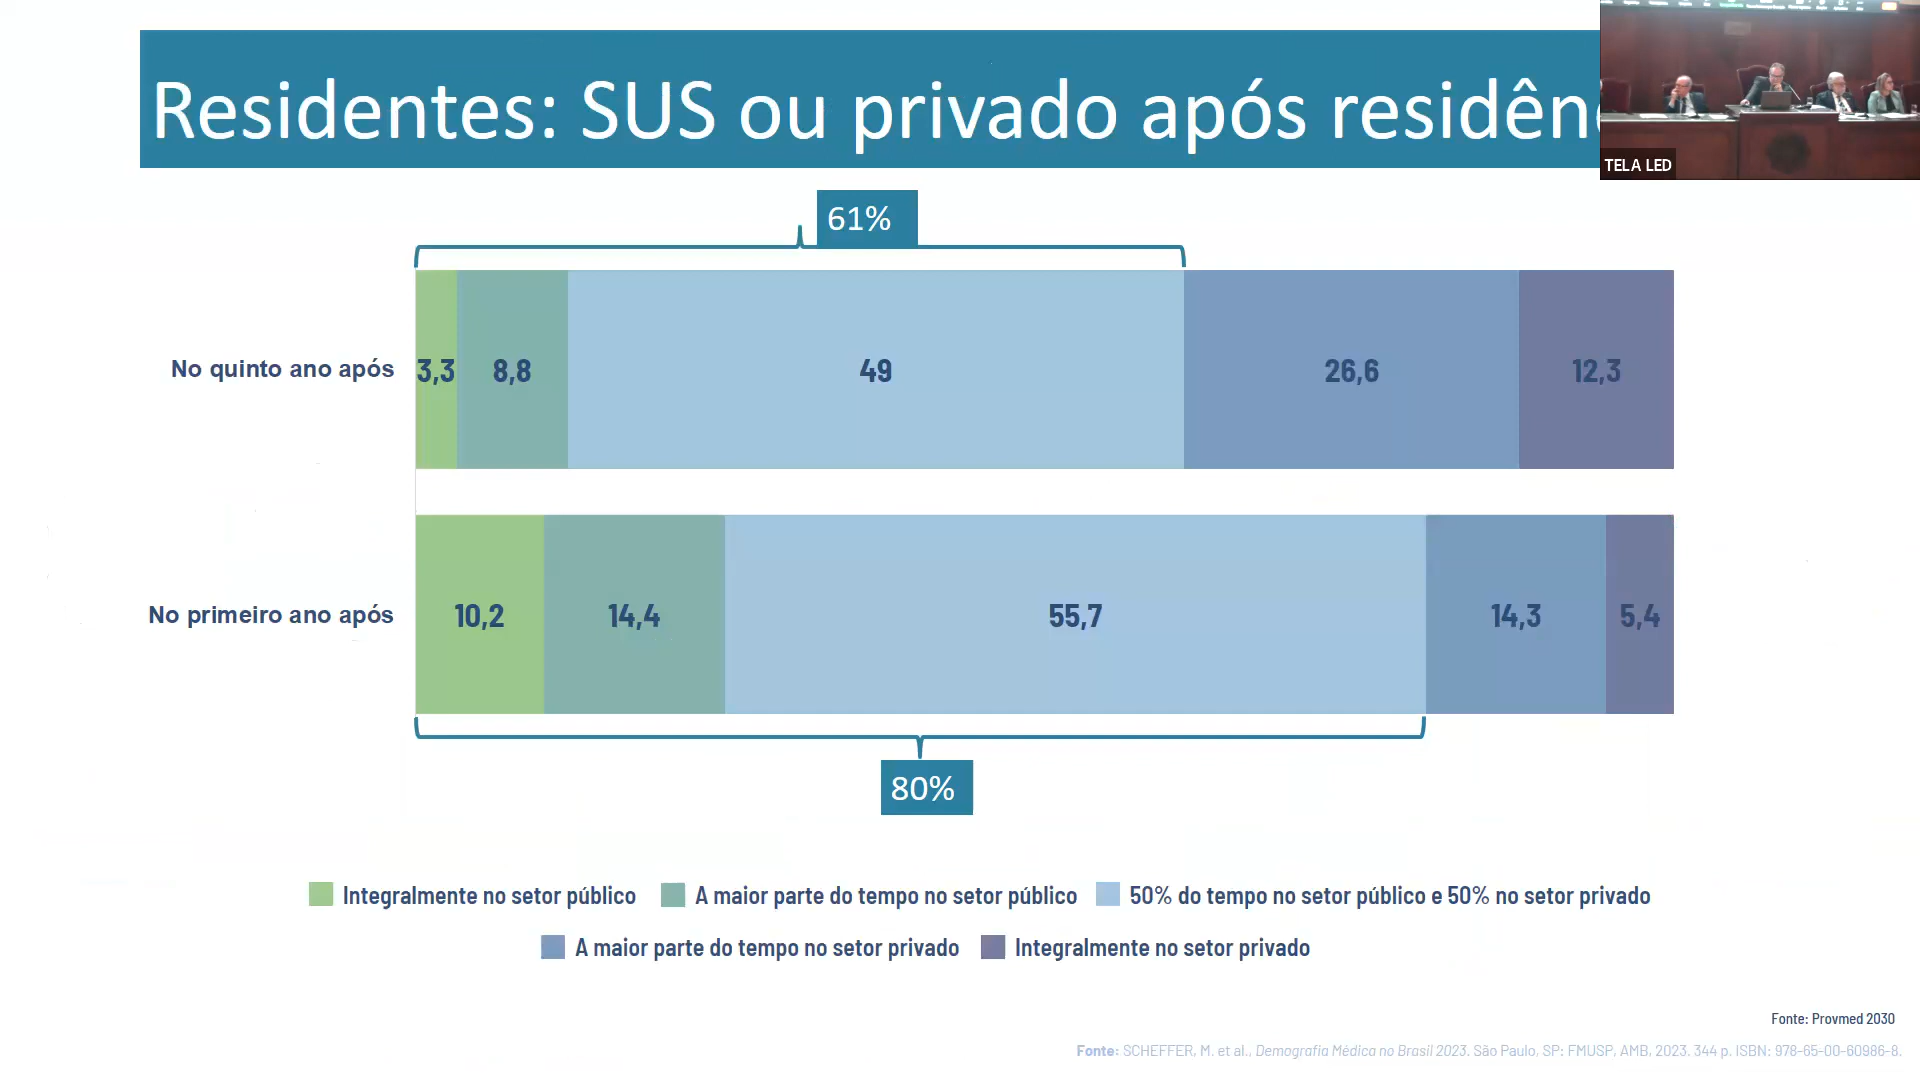 Residentes: SUS ou privado após residênc
TELA LED
61%
No quinto ano após
3,3 8,8 49 26,6 12,3
No primeiro ano após
10,2 14,4 55,7 14,3 5,4
80%
Integralmente no setor público A maior parte do tempo no setor público 50% do tempo no setor público e 50% no setor privado
A maior parte do tempo no setor privado Integralmente no setor privado
Fonte: Provmed 2030
Fonte: SCHEFFER, M. et al., Demografia Médica no Brasil 2023. São Paulo, SP: FMUSP, AMB, 2023. 344 p. ISBN: 978-65-00-60986-8.